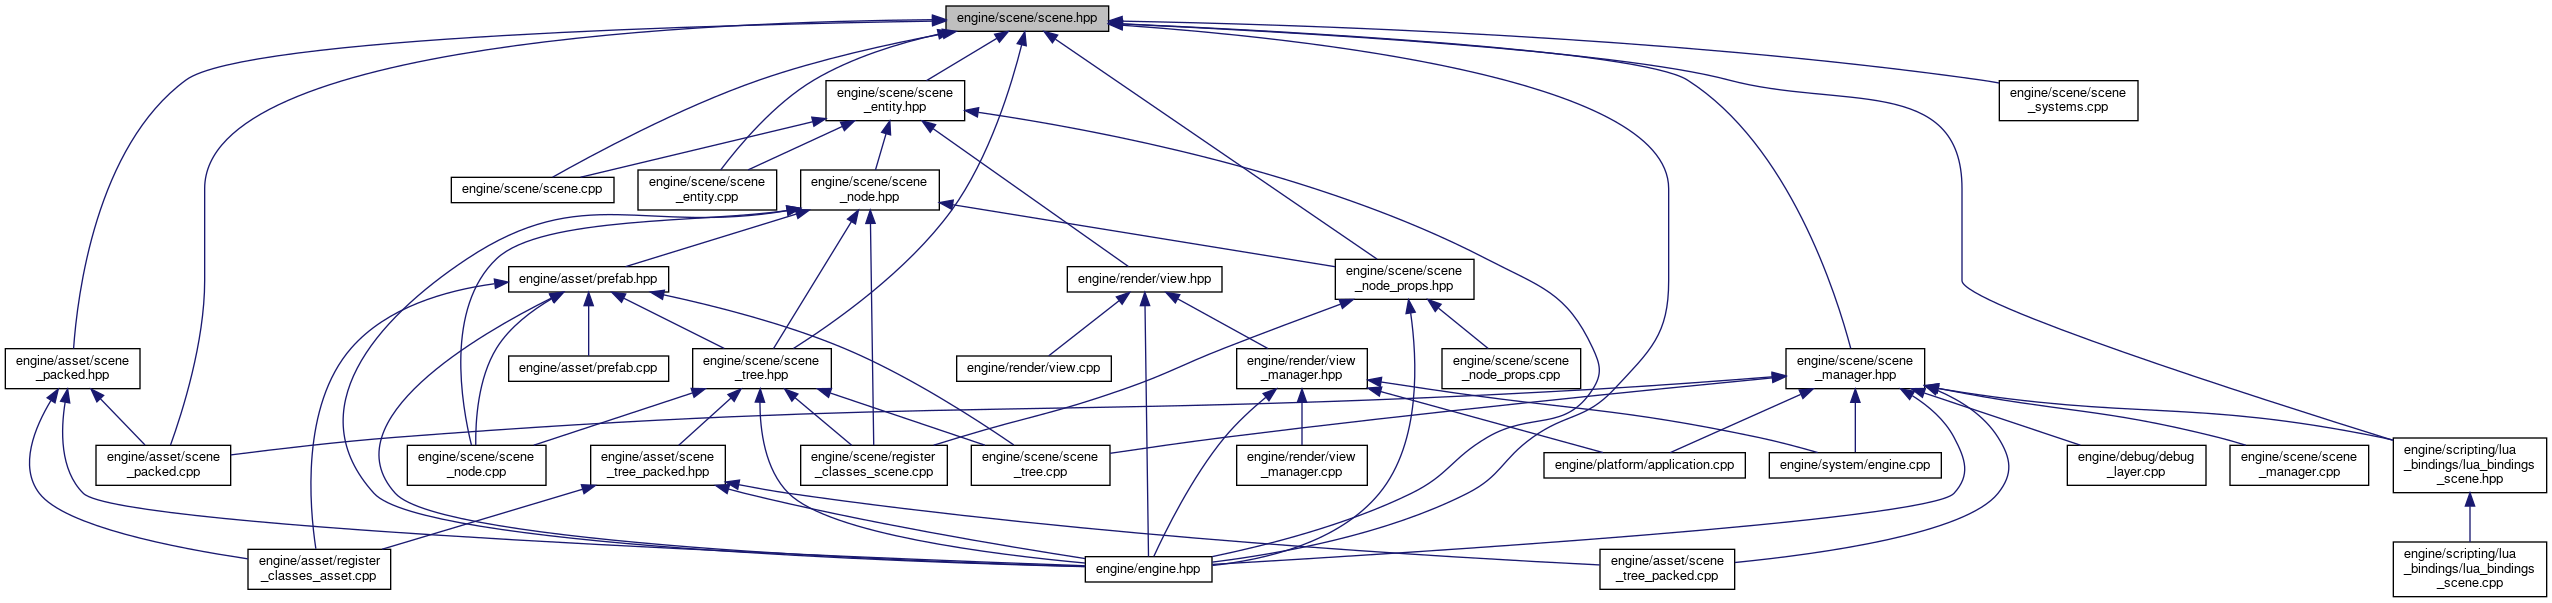 engine/scene/scene.hpp
engine/scene/scene
_entity.hpp
engine/scene/scene
_systems.cpp
engine/scene/scene.cpp
engine/scene/scene
_entity.cpp
engine/scene/scene
_node.hpp
engine/asset/prefab.hpp
engine/render/view.hpp
engine/scene/scene
_node_props.hpp
engine/asset/scene
_packed.hpp
engine/asset/prefab.cpp
engine/scene/scene
_tree.hpp
engine/render/view.cpp
engine/render/view
_manager.hpp
engine/scene/scene
_node_props.cpp
engine/scene/scene
_manager.hpp
engine/asset/scene
_packed.cpp
engine/scene/scene
_node.cpp
engine/asset/scene
_tree_packed.hpp
engine/scene/register
_classes_scene.cpp
engine/scene/scene
_tree.cpp
engine/render/view
_manager.cpp
engine/platform/application.cpp
engine/system/engine.cpp
engine/debug/debug
_layer.cpp
engine/scene/scene
_manager.cpp
engine/scripting/lua
_bindings/lua_bindings
_scene.hpp
engine/asset/register
_classes_asset.cpp
engine/engine.hpp
engine/asset/scene
_tree_packed.cpp
engine/scripting/lua
_bindings/lua_bindings
_scene.cpp